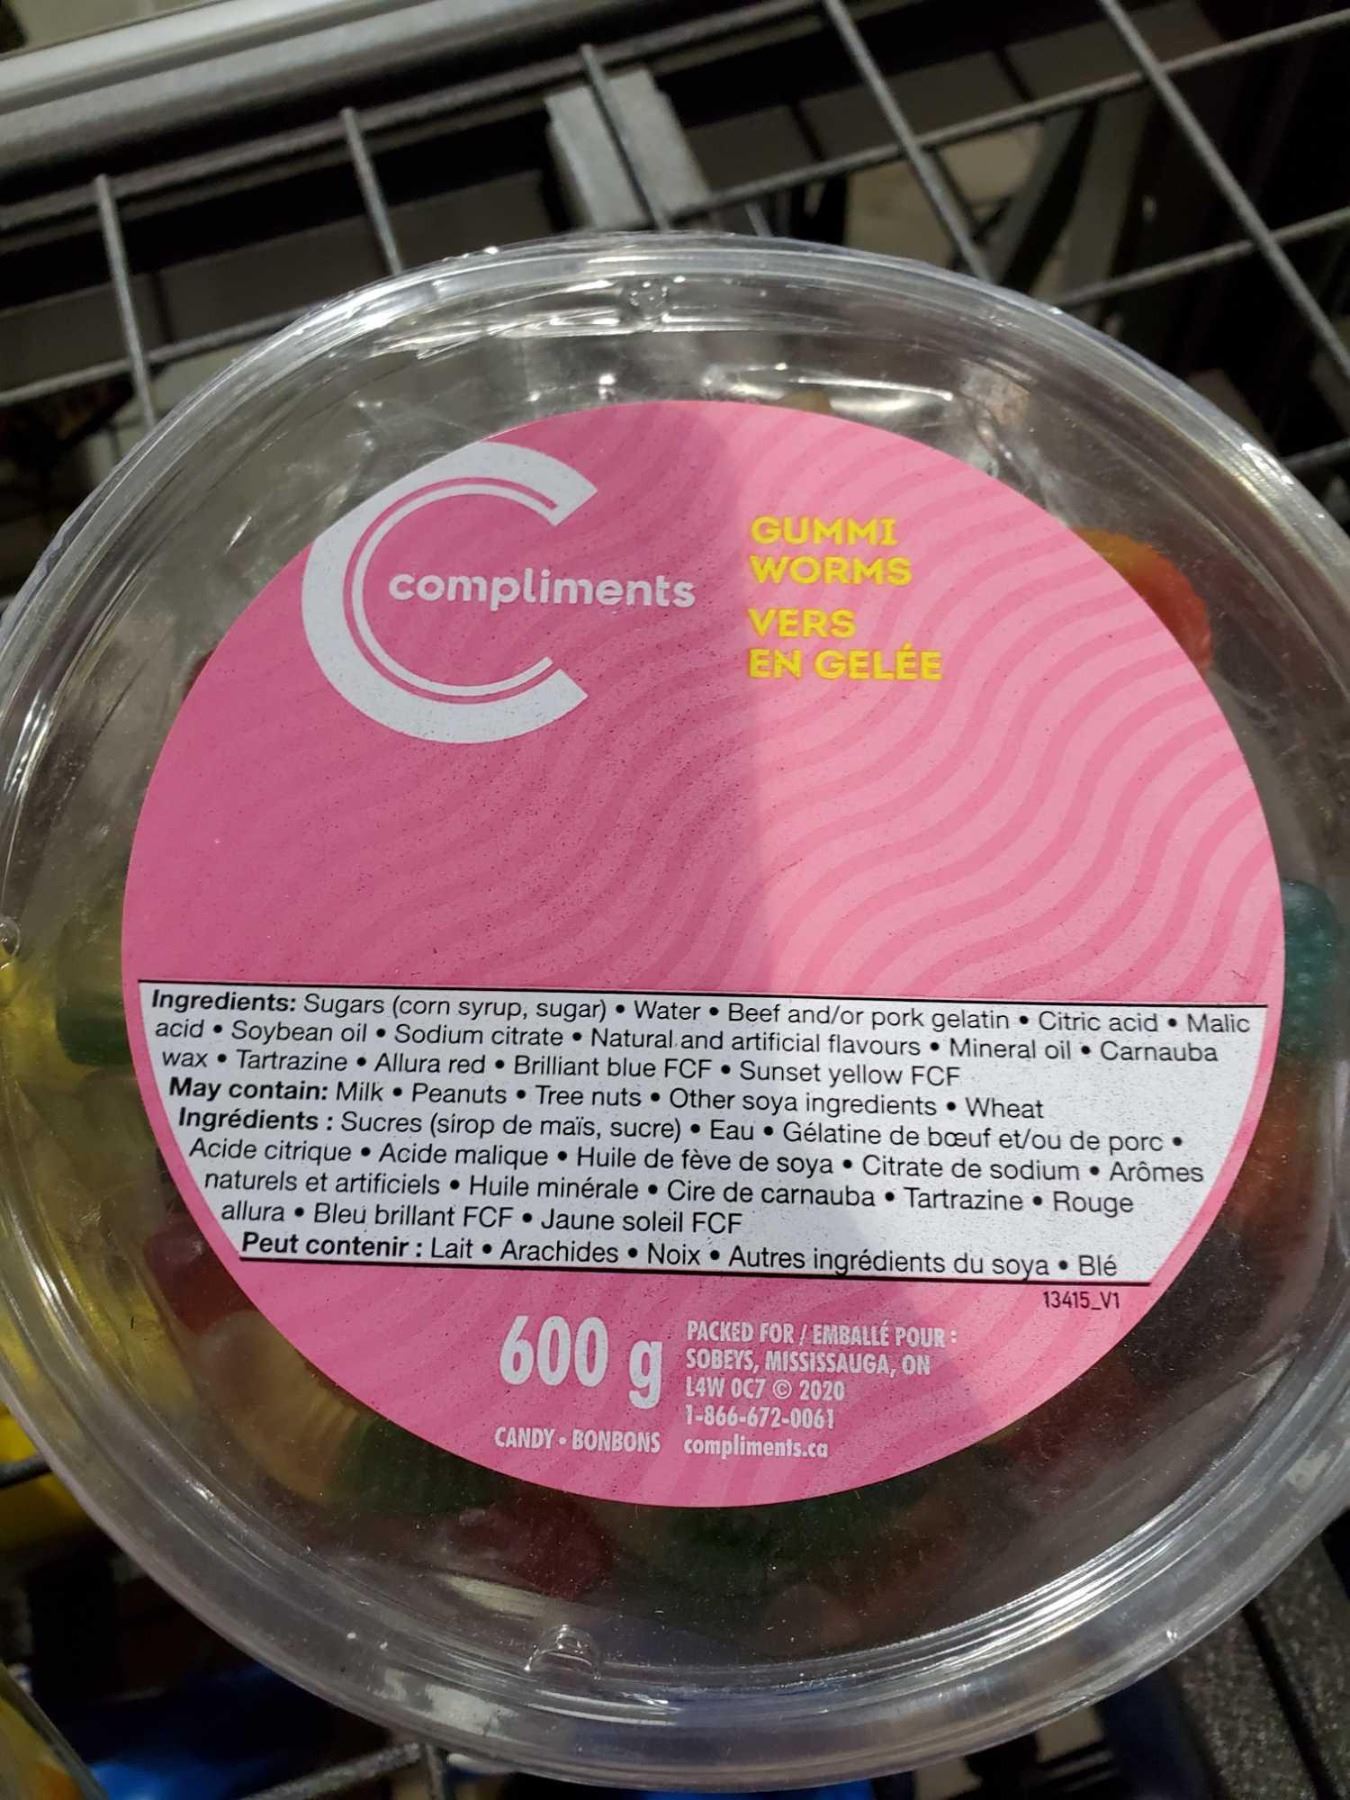 compliments
GUMMI
WORMS
VERS
EN GELÉE
Ingredients: Sugars (corn syrup, sugar) • Water • Beef and/or pork gelatin • Citric acid • Malic
acid • Soybean oil • Sodium citrate • Natural and artificial flavours • Mineral oil • Carnauba
wax • Tartrazine • Allura red • Brilliant blue FCF • Sunset yellow FCF
May contain: Milk • Peanuts • Tree nuts • Other soya ingredients • Wheat
Ingrédients : Sucres (sirop de maïs, sucre) • Eau • Gélatine de bœuf et/ou de porc •
Acide citrique • Acide malique • Huile de fève de soya • Citrate de sodium • Arômes
naturels et artificiels • Huile minérale • Cire de carnauba • Tartrazine • Rouge
allura • Bleu brillant FCF • Jaune soleil FCF
Peut contenir : Lait • Arachides • Noix • Autres ingrédients du soya • Blé
13415_V1
600 g
CANDY • BONBONS
PACKED FOR / EMBALLÉ POUR :
SOBEYS, MISSISSAUGA, ON
L4W 0C7 © 2020
1-866-672-0061
compliments.ca